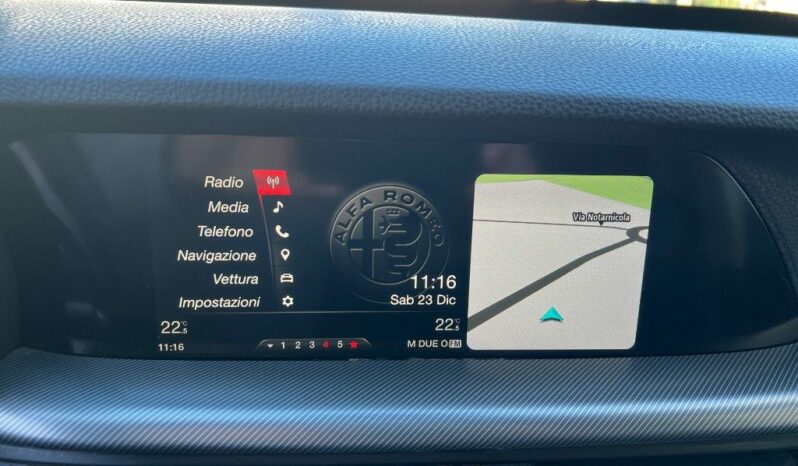 Radio
Media
Telefono
Navigazione
Vettura
Impostazioni
ALFA ROMEO
11:16
Sab 23 Dic
Via Notarnicola
22°C.5
22°C.5
11:16
1 2 3 4 5
M DUE O FM